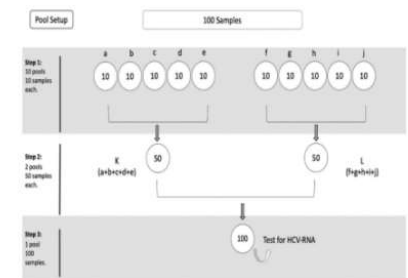 Pool Setup
100 Samples
a b c d e f g h i j
Step 1:
10 pools
10 samples
each.
10 10 10 10 10 10 10 10 10 10
Step 2:
2 pools
50 samples
each.
K
(a+b+c+d+e)
50
50
L
(f+g+h+i+j)
Step 3:
1 pool
100
samples.
100
Test for HCV-RNA